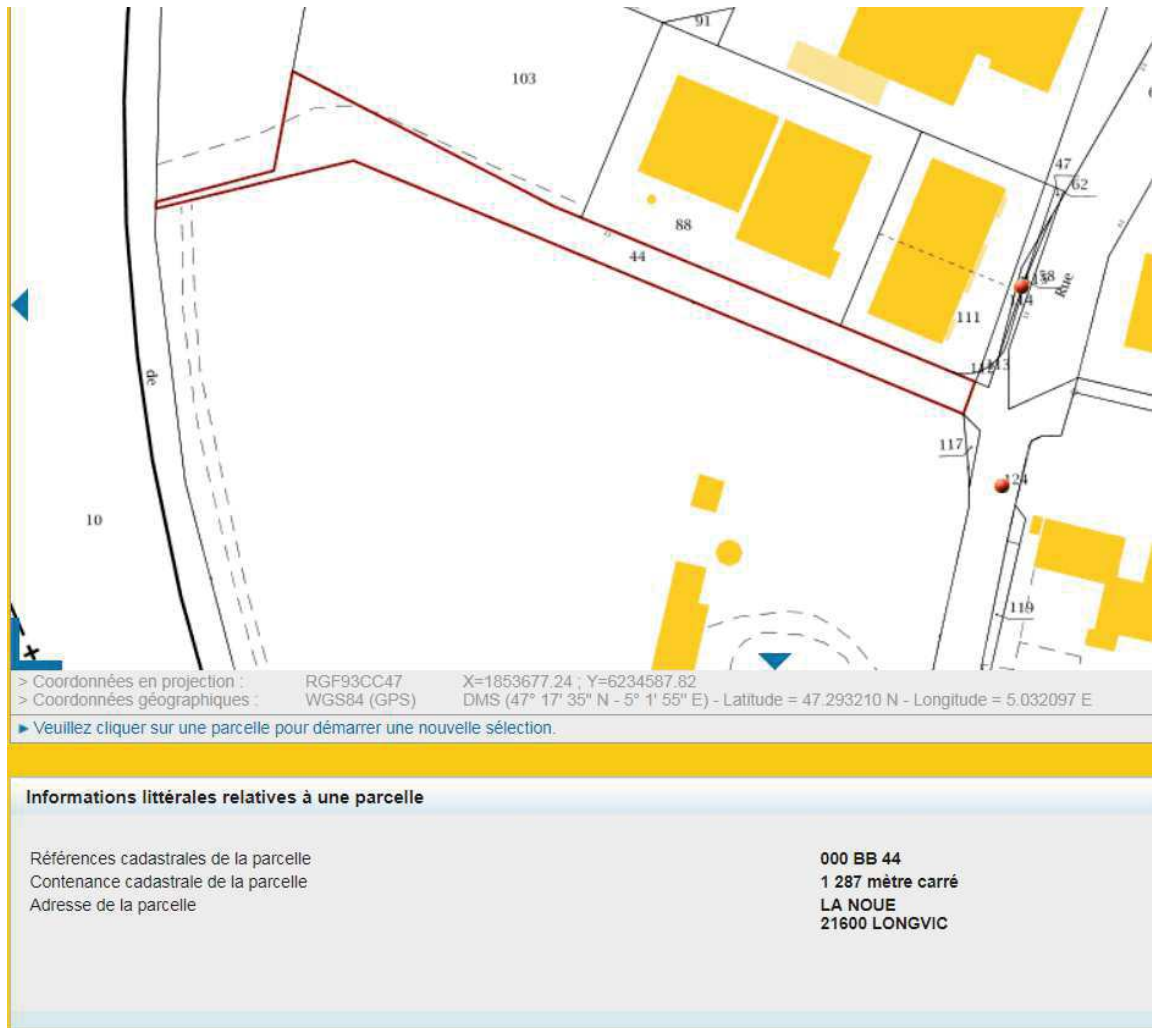 91
103
47
62
88
44
58
114
Rue
111
113
de
117
124
10
119
> Coordonnées en projection : RGF93CC47 X=1853677.24 ; Y=6234587.82
> Coordonnées géographiques : WGS84 (GPS) DMS (47° 17' 35" N - 5° 1' 55" E) - Latitude = 47.293210 N - Longitude = 5.032097 E
► Veuillez cliquer sur une parcelle pour démarrer une nouvelle sélection.
Informations littérales relatives à une parcelle
Références cadastrales de la parcelle 000 BB 44
Contenance cadastrale de la parcelle 1 287 mètre carré
Adresse de la parcelle LA NOUE
21600 LONGVIC